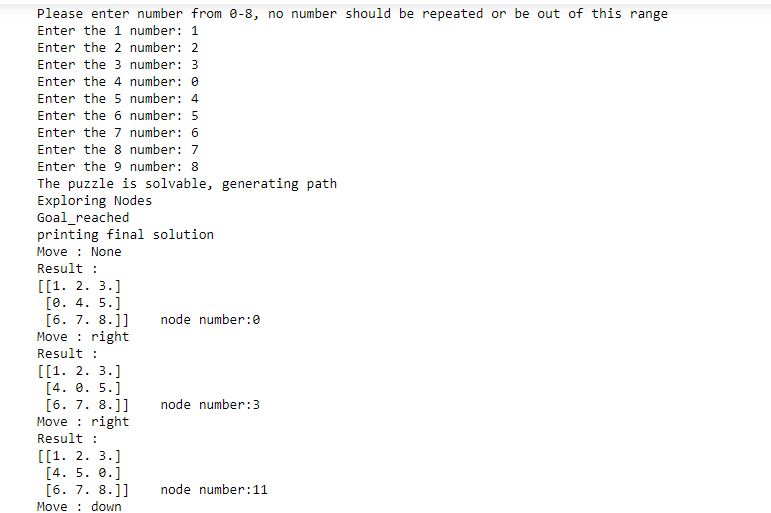 Please enter number from 0-8, no number should be repeated or be out of this range
Enter the 1 number: 1
Enter the 2 number: 2
Enter the 3 number: 3
Enter the 4 number: 0
Enter the 5 number: 4
Enter the 6 number: 5
Enter the 7 number: 6
Enter the 8 number: 7
Enter the 9 number: 8
The puzzle is solvable, generating path
Exploring Nodes
Goal_reached
printing final solution
Move : None
Result :
[[1. 2. 3.]
 [0. 4. 5.]
 [6. 7. 8.]]    node number:0
Move : right
Result :
[[1. 2. 3.]
 [4. 0. 5.]
 [6. 7. 8.]]    node number:3
Move : right
Result :
[[1. 2. 3.]
 [4. 5. 0.]
 [6. 7. 8.]]    node number:11
Move : down